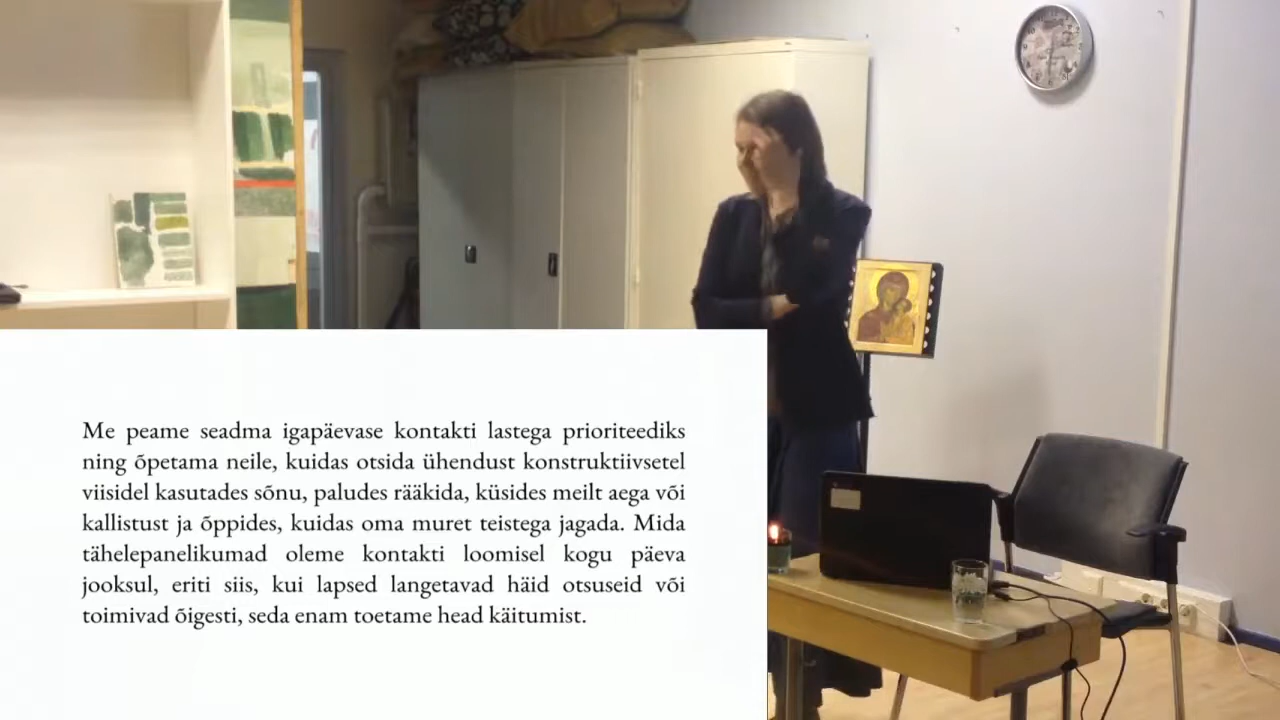 Me peame seadma igapäevase kontakti lastega prioriteediks
ning õpetama neile, kuidas otsida ühendust konstruktiivsetel
viisidel kasutades sõnu, paludes rääkida, küsides meilt aega või
kallistust ja õppides, kuidas oma muret teistega jagada. Mida
tähelepanelikumad oleme kontakti loomisel kogu päeva
jooksul, eriti siis, kui lapsed langetavad häid otsuseid või
toimivad õigesti, seda enam toetame head käitumist.